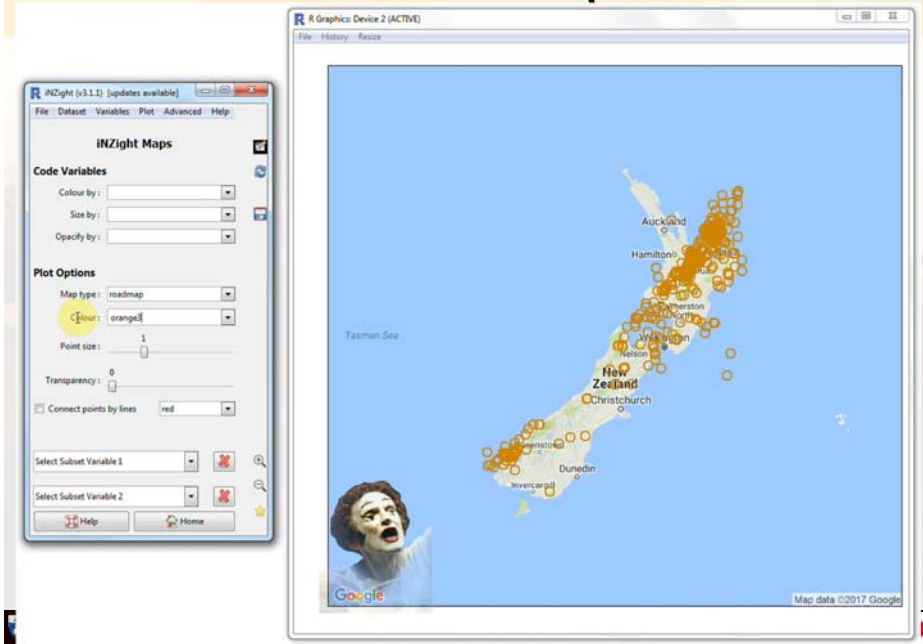 R Graphics: Device 2 (ACTIVE)
File History Resize
iNZight (v3.1.1) [updates available]
File Dataset Variables Plot Advanced Help
iNZight Maps
Code Variables
Colour by :
Size by :
Opacity by :
Plot Options
Map type : roadmap
Colour : orange3
Point size : 1
Transparency : 0
Connect points by lines red
Select Subset Variable 1
Select Subset Variable 2
Help Home
Auckland
Hamilton
Tasman Sea
Nelson
New
Zealand
Christchurch
Dunedin
Invercargill
Google
Map data ©2017 Google